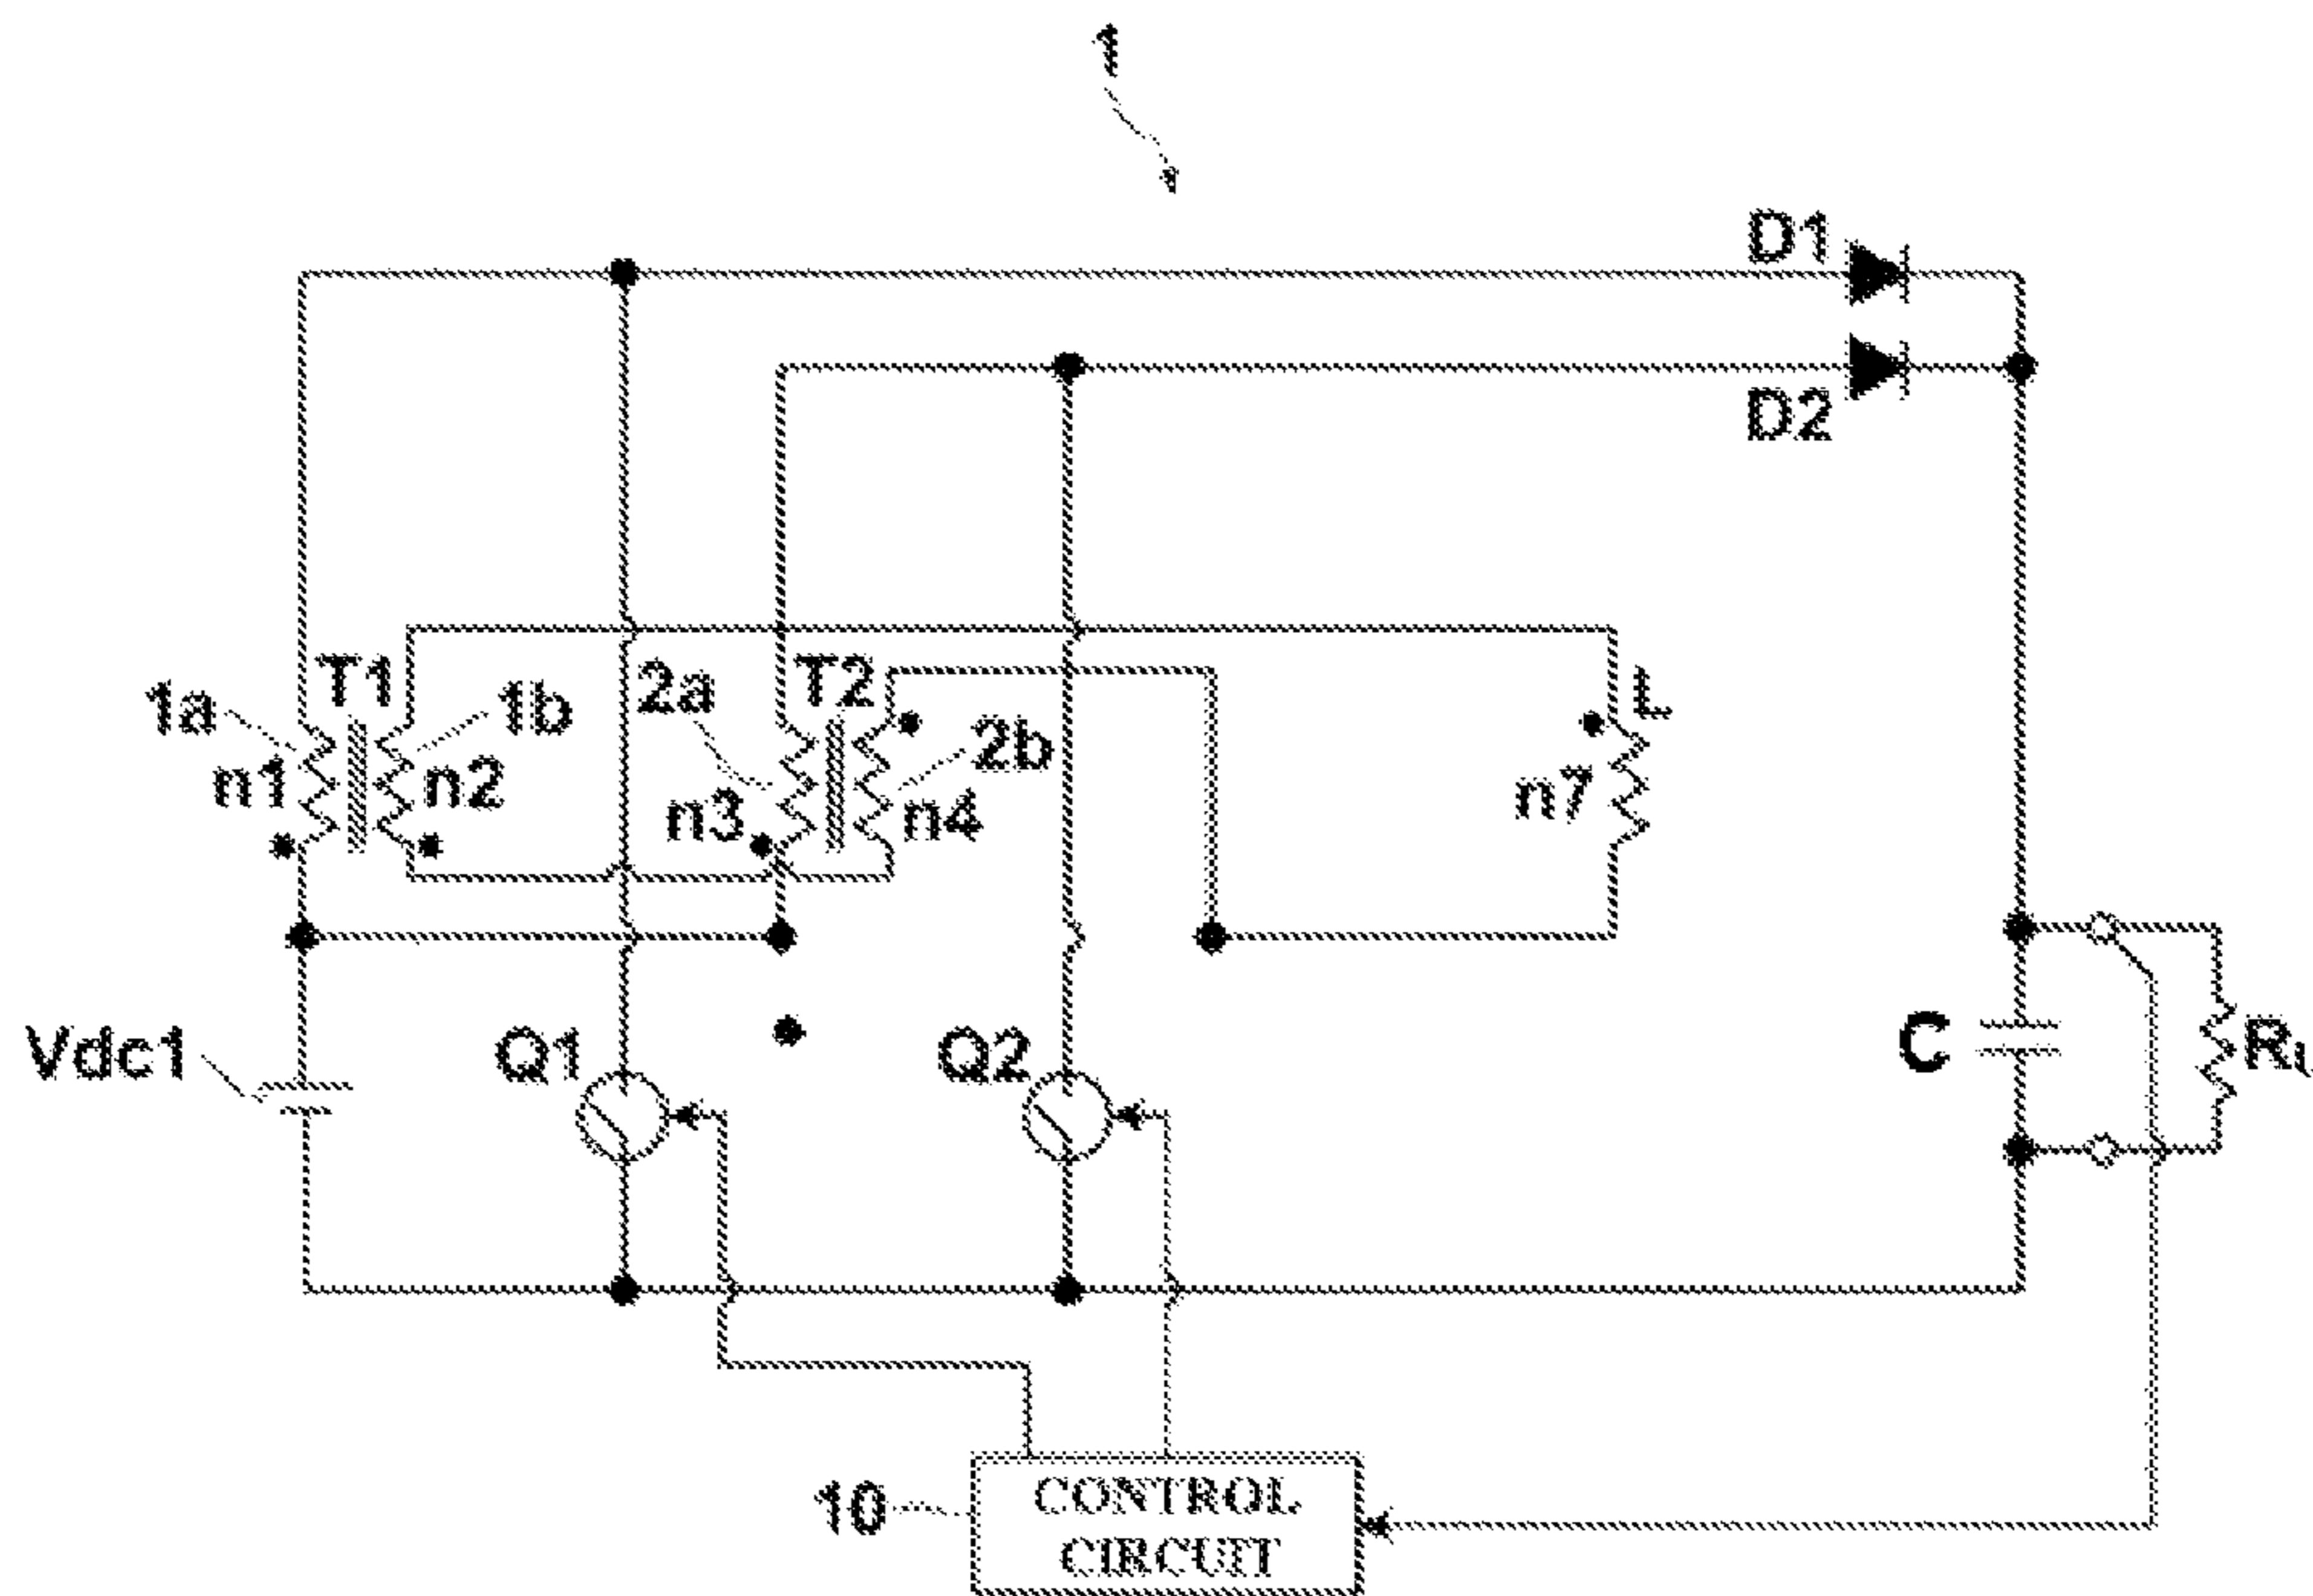 1
D1
D2
T1
1a
1b
2a
T2
L
2b
n1
n2
n3
n4
n7
Vdc1
Q1
Q2
C
RL
10
CONTROL
CIRCUIT